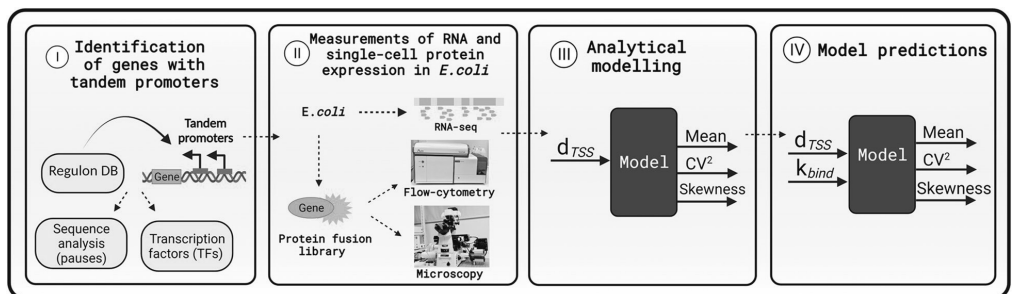 I
Identification
of genes with
tandem promoters
Tandem
promoters
Regulon DB
Gene
Sequence
analysis
(pauses)
Transcription
factors (TFs)
II
Measurements of RNA and
single-cell protein
expression in E.coli
E.coli
RNA-seq
Flow-cytometry
Gene
Protein fusion
library
Microscopy
III
Analytical
modelling
dTSS
Model
Mean
CV²
Skewness
IV
Model predictions
dTSS
kbind
Model
Mean
CV²
Skewness